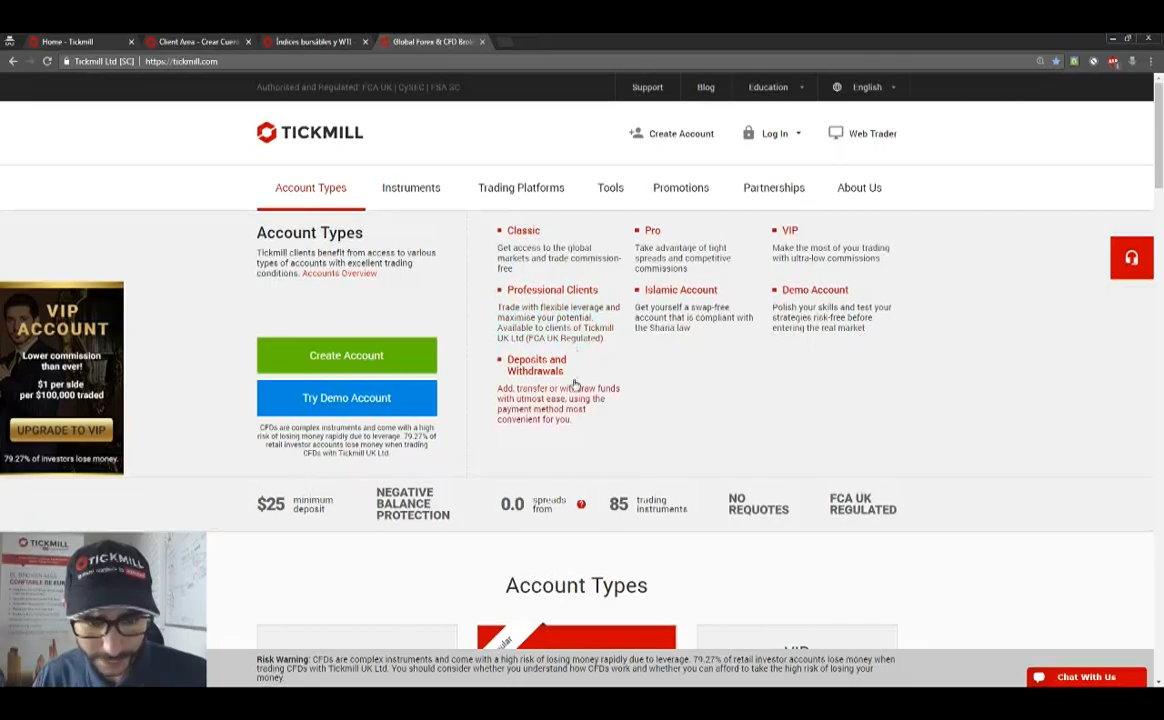 Home - Tickmill
Client Area - Crear Cuen
Índices bursátiles y WTI
Global Forex & CFD Brok
Tickmill Ltd [SC]
https://tickmill.com
Authorised and Regulated: FCA UK | CySEC | FSA SC
Support
Blog
Education
English
TICKMILL
Create Account
Log In
Web Trader
Account Types
Instruments
Trading Platforms
Tools
Promotions
Partnerships
About Us
Account Types
Tickmill clients benefit from access to various
types of accounts with excellent trading
conditions. Accounts Overview
Create Account
Try Demo Account
CFDs are complex instruments and come with a high
risk of losing money rapidly due to leverage. 79.27% of
retail investor accounts lose money when trading
CFDs with Tickmill UK Ltd.
Classic
Get access to the global
markets and trade commission-
free
Pro
Take advantage of tight
spreads and competitive
commissions
VIP
Make the most of your trading
with ultra-low commissions
Professional Clients
Trade with flexible leverage and
maximise your potential.
Available to clients of Tickmill
UK Ltd (FCA UK Regulated)
Islamic Account
Get yourself a swap-free
account that is compliant with
the Sharia law
Demo Account
Polish your skills and test your
strategies risk-free before
entering the real market
Deposits and
Withdrawals
Add, transfer or withdraw funds
with utmost ease, using the
payment method most
convenient for you.
VIP
ACCOUNT
Lower commission
than ever!
$1 per side
per $100,000 traded
UPGRADE TO VIP
79.27% of investors lose money.
$25 minimum
deposit
NEGATIVE
BALANCE
PROTECTION
0.0 spreads
from ?
85 trading
instruments
NO
REQUOTES
FCA UK
REGULATED
Account Types
VIP
Risk Warning: CFDs are complex instruments and come with a high risk of losing money rapidly due to leverage. 79.27% of retail investor accounts lose money when
trading CFDs with Tickmill UK Ltd. You should consider whether you understand how CFDs work and whether you can afford to take the high risk of losing your
money.
Chat With Us
TICKMILL
TICKMILL